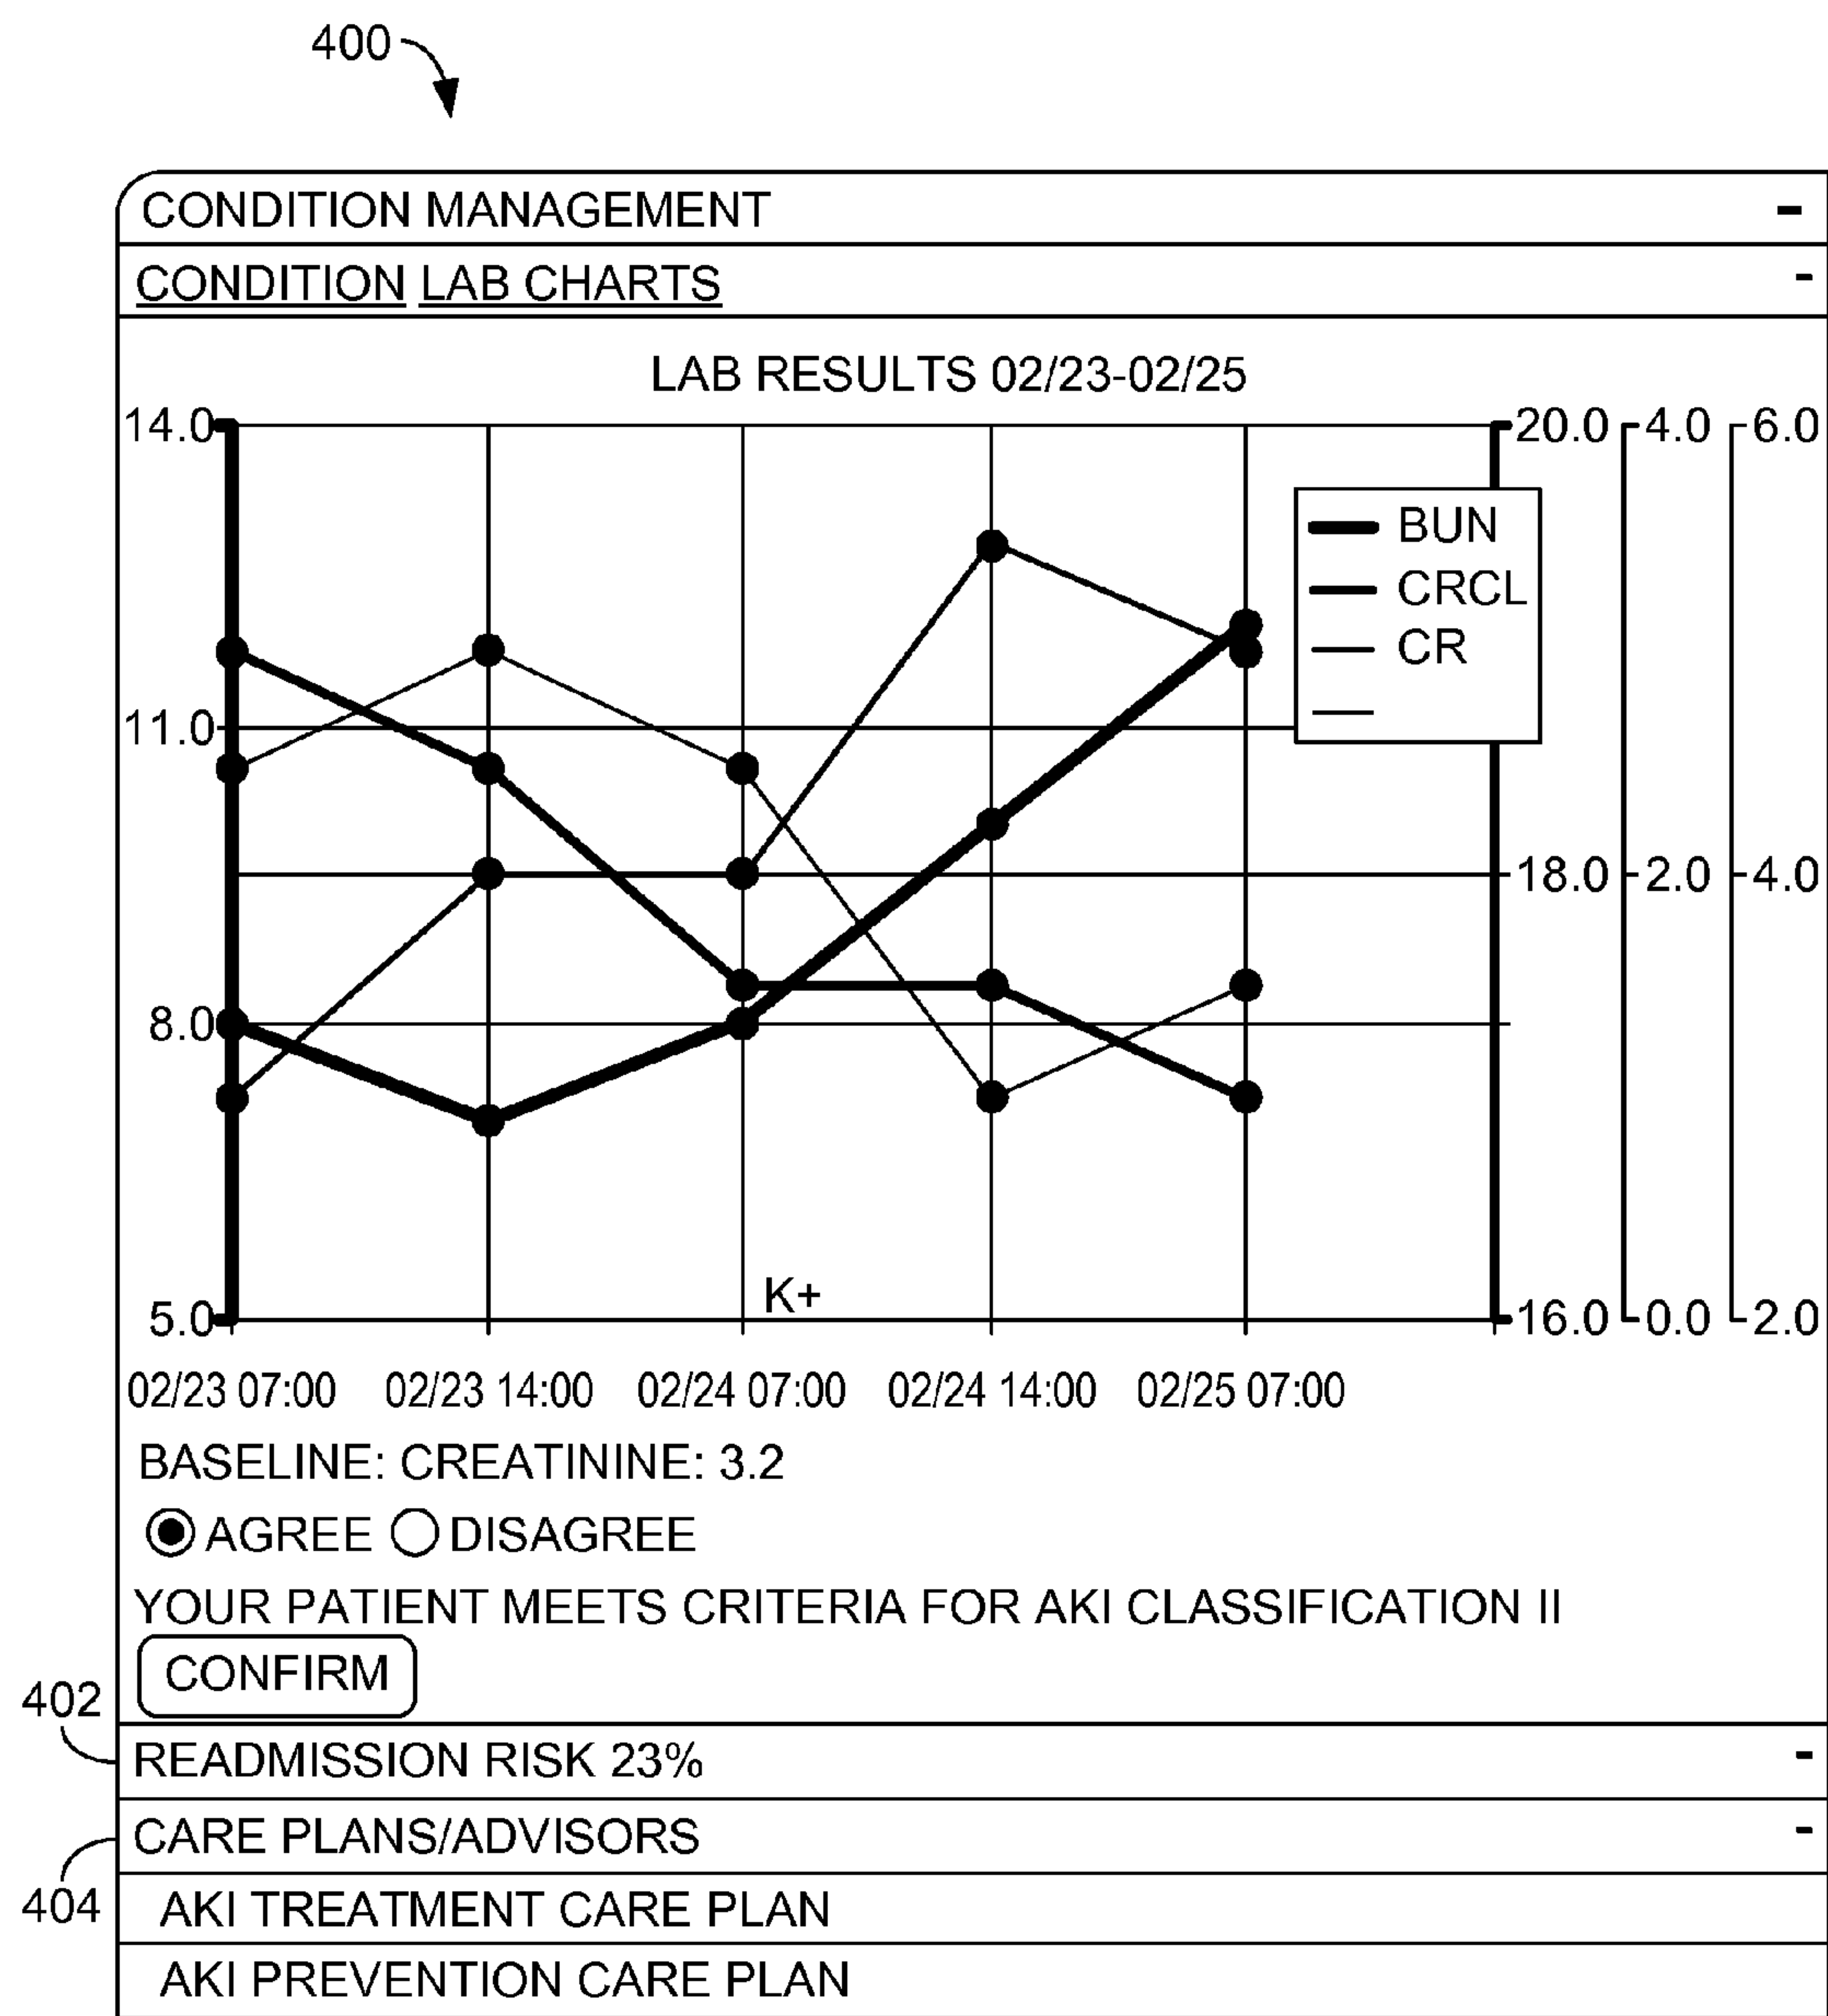 400
CONDITION MANAGEMENT -
CONDITION LAB CHARTS -
LAB RESULTS 02/23-02/25
14.0 20.0 4.0 6.0
BUN
CRCL
CR
11.0
18.0 2.0 4.0
8.0
K+
5.0 16.0 0.0 2.0
02/23 07:00 02/23 14:00 02/24 07:00 02/24 14:00 02/25 07:00
BASELINE: CREATININE: 3.2
AGREE DISAGREE
YOUR PATIENT MEETS CRITERIA FOR AKI CLASSIFICATION II
CONFIRM
402
READMISSION RISK 23% -
CARE PLANS/ADVISORS -
404
AKI TREATMENT CARE PLAN
AKI PREVENTION CARE PLAN